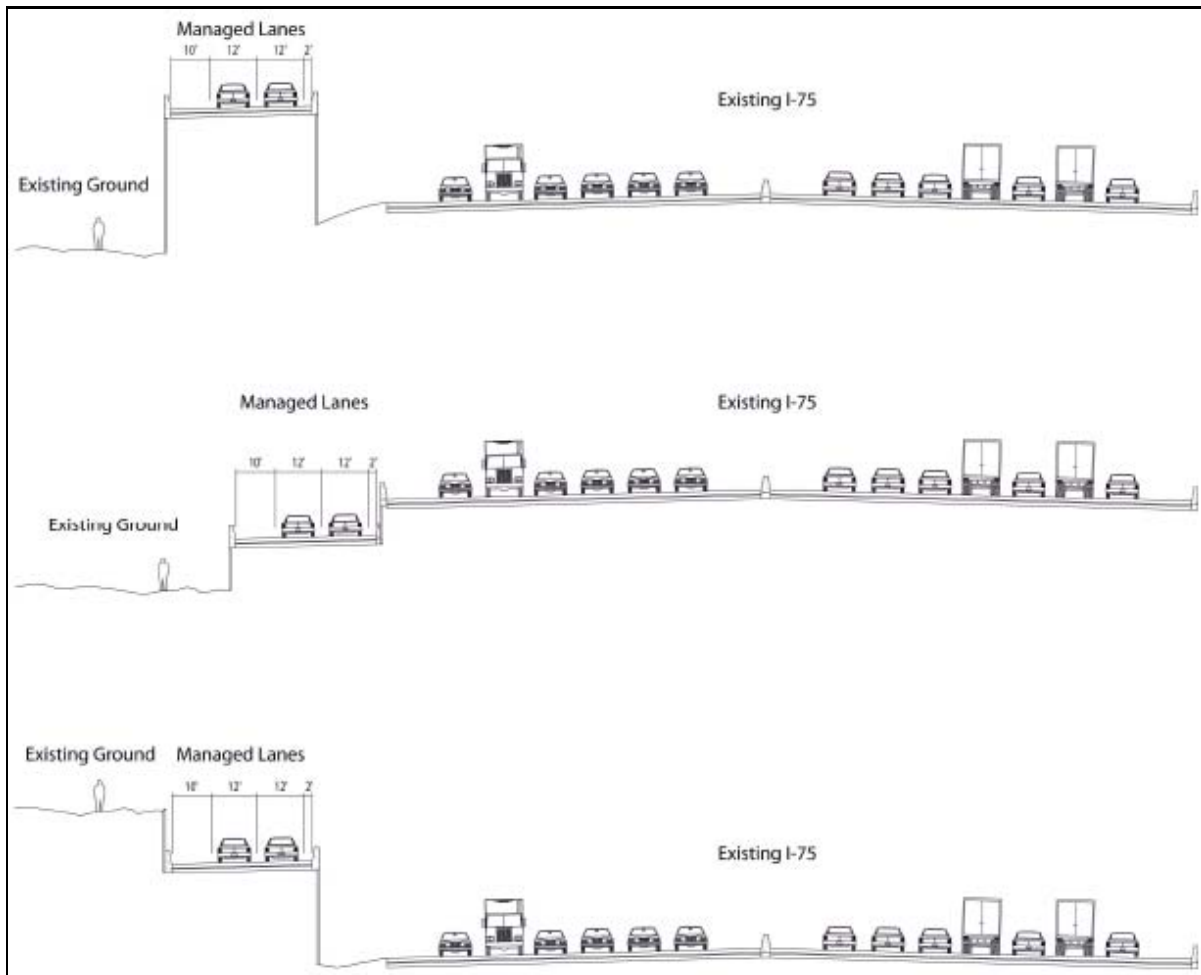 Managed Lanes
10' 12' 12' 2'
Existing I-75
Existing Ground
Managed Lanes
Existing I-75
10' 12' 12' 2'
Existing Ground
Existing Ground Managed Lanes
10' 12' 12' 2'
Existing I-75